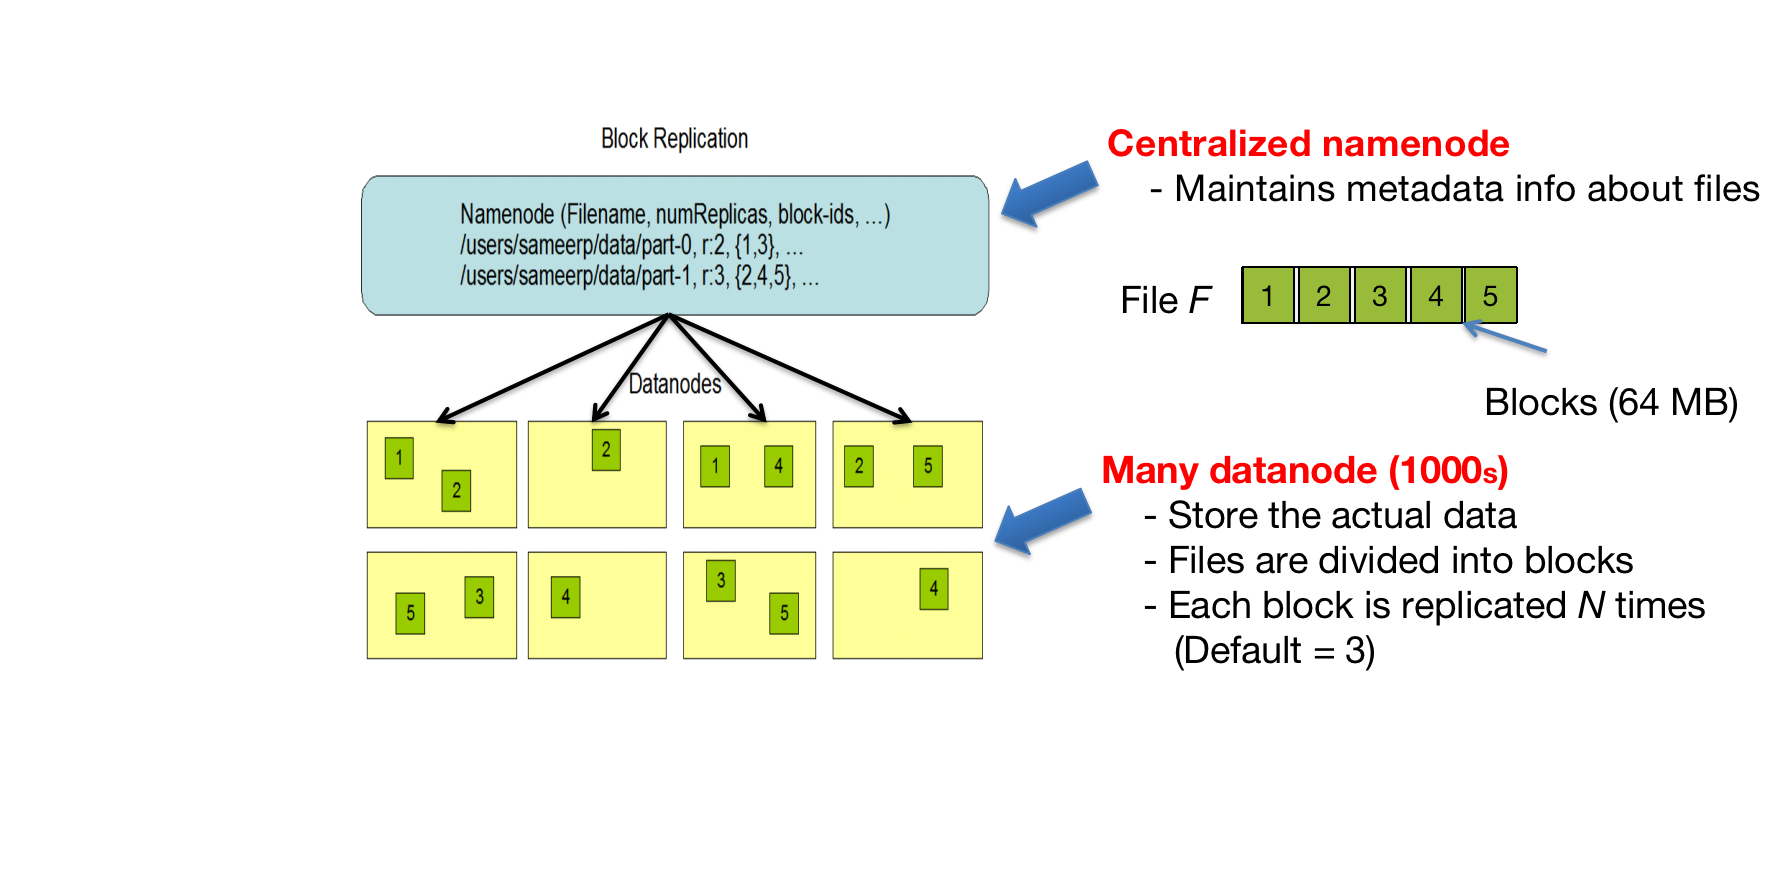 Block Replication
Namenode (Filename, numReplicas, block-ids, ...)
/users/sameerp/data/part-0, r:2, {1,3}, ...
/users/sameerp/data/part-1, r:3, {2,4,5}, ...
Datanodes
1
2
2
1 4
2 5
5 3
4
3
5
4
Centralized namenode
- Maintains metadata info about files
File F 1 2 3 4 5
Blocks (64 MB)
Many datanode (1000s)
- Store the actual data
- Files are divided into blocks
- Each block is replicated N times
(Default = 3)